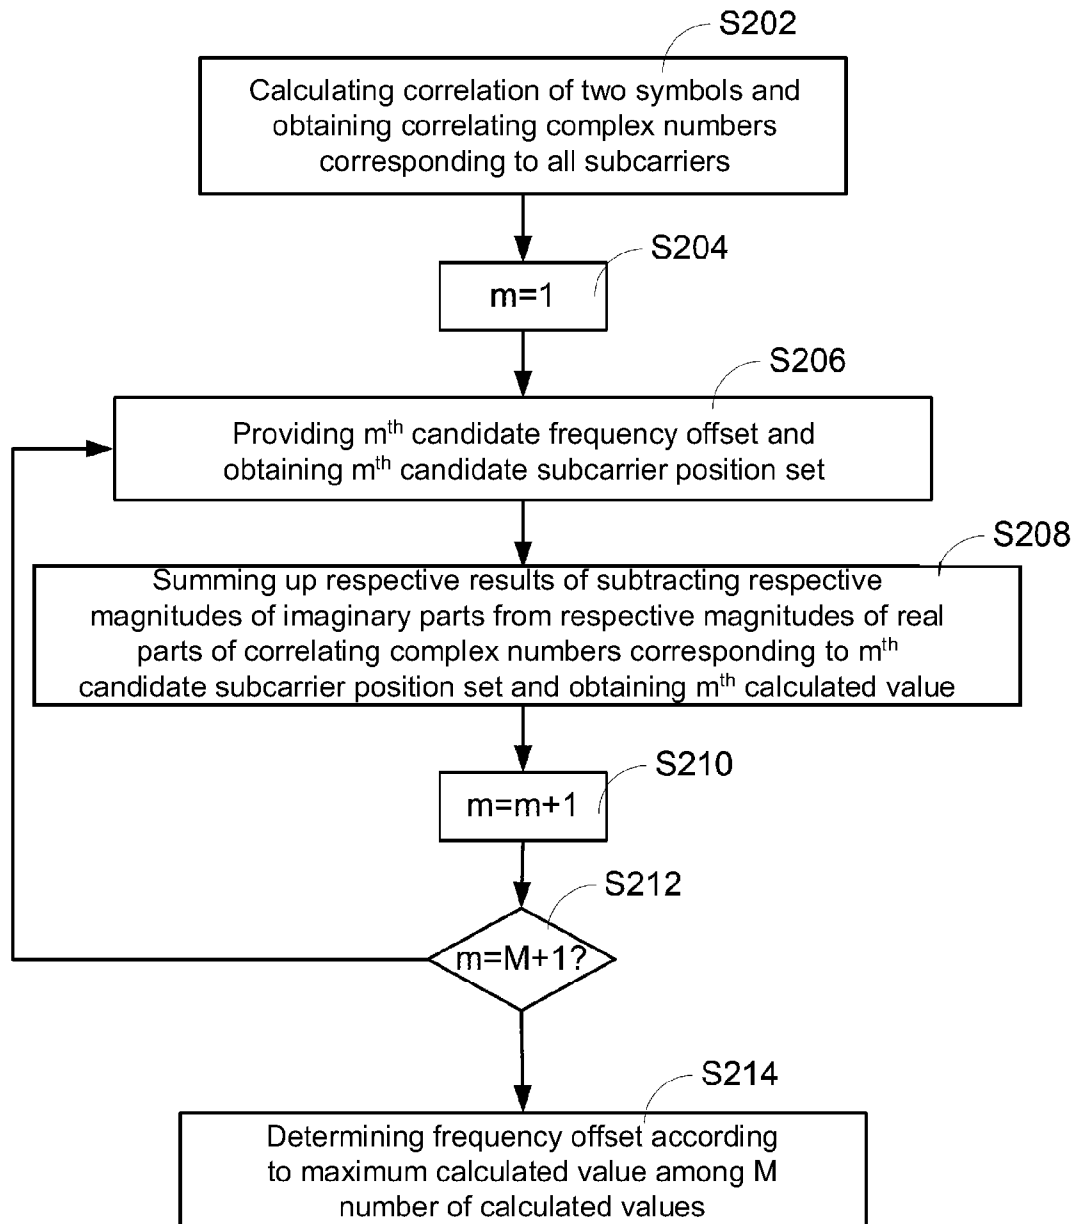 S202
Calculating correlation of two symbols and
obtaining correlating complex numbers
corresponding to all subcarriers
S204
m=1
S206
Providing mth candidate frequency offset and
obtaining mth candidate subcarrier position set
S208
Summing up respective results of subtracting respective
magnitudes of imaginary parts from respective magnitudes of real
parts of correlating complex numbers corresponding to mth
candidate subcarrier position set and obtaining mth calculated value
S210
m=m+1
S212
m=M+1?
S214
Determining frequency offset according
to maximum calculated value among M
number of calculated values